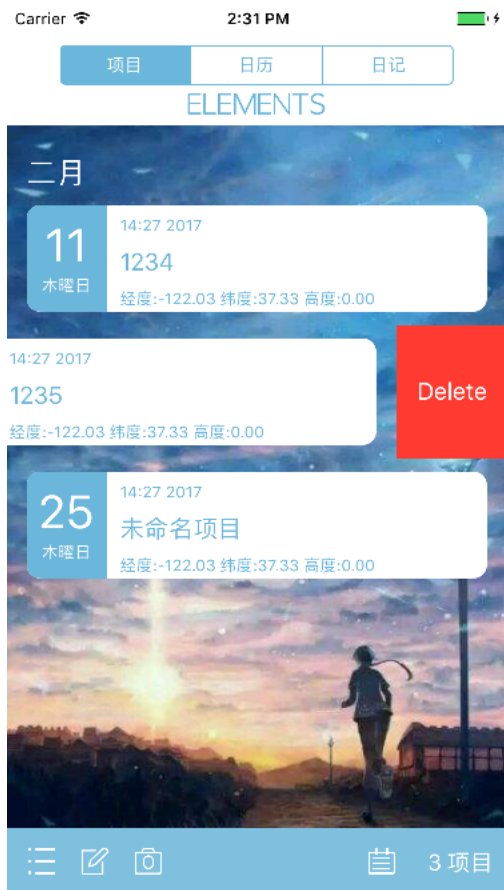 Carrier 2:31 PM
项目 日历 日记
ELEMENTS
二月
11
木曜日
14:27 2017
1234
经度:-122.03 纬度:37.33 高度:0.00
14:27 2017
1235
经度:-122.03 纬度:37.33 高度:0.00
Delete
25
木曜日
14:27 2017
未命名项目
经度:-122.03 纬度:37.33 高度:0.00
3 项目